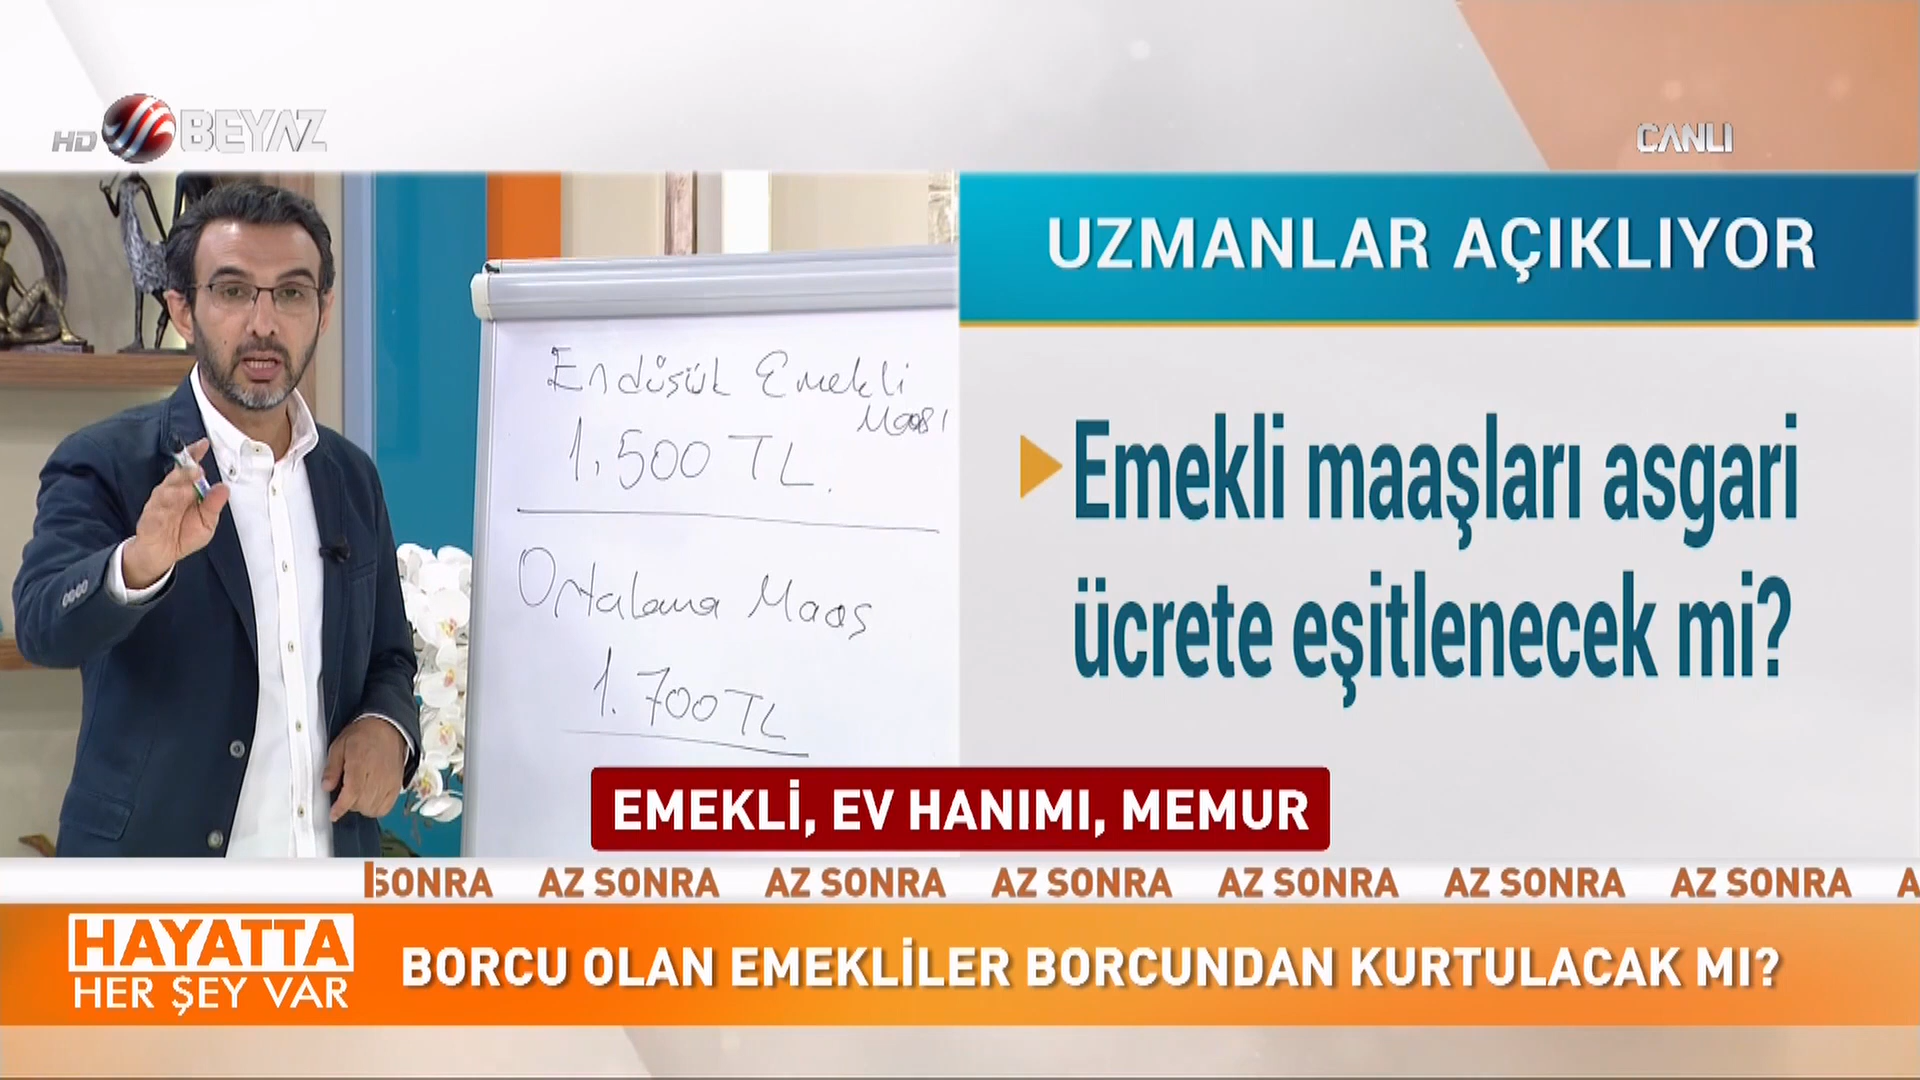 HD BEYAZ
CANLI
UZMANLAR AÇIKLIYOR
Endüşük Emekli
Maaşı
1.500 TL.
Ortalama Maaş
1.700 TL
Emekli maaşları asgari
ücrete eşitlenecek mi?
EMEKLİ, EV HANIMI, MEMUR
SONRA AZ SONRA AZ SONRA AZ SONRA AZ SONRA AZ SONRA AZ SONRA A
HAYATTA
HER ŞEY VAR
BORCU OLAN EMEKLİLER BORCUNDAN KURTULACAK MI?